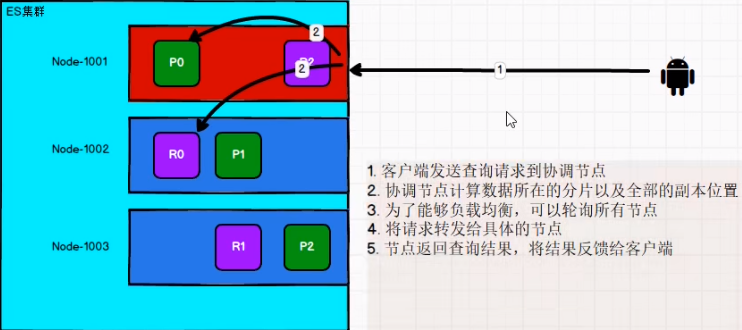 ES集群
Node-1001
P0
R2
2
2
1
Node-1002
R0
P1
Node-1003
R1
P2
1. 客户端发送查询请求到协调节点
2. 协调节点计算数据所在的分片以及全部的副本位置
3. 为了能够负载均衡，可以轮询所有节点
4. 将请求转发给具体的节点
5. 节点返回查询结果，将结果反馈给客户端